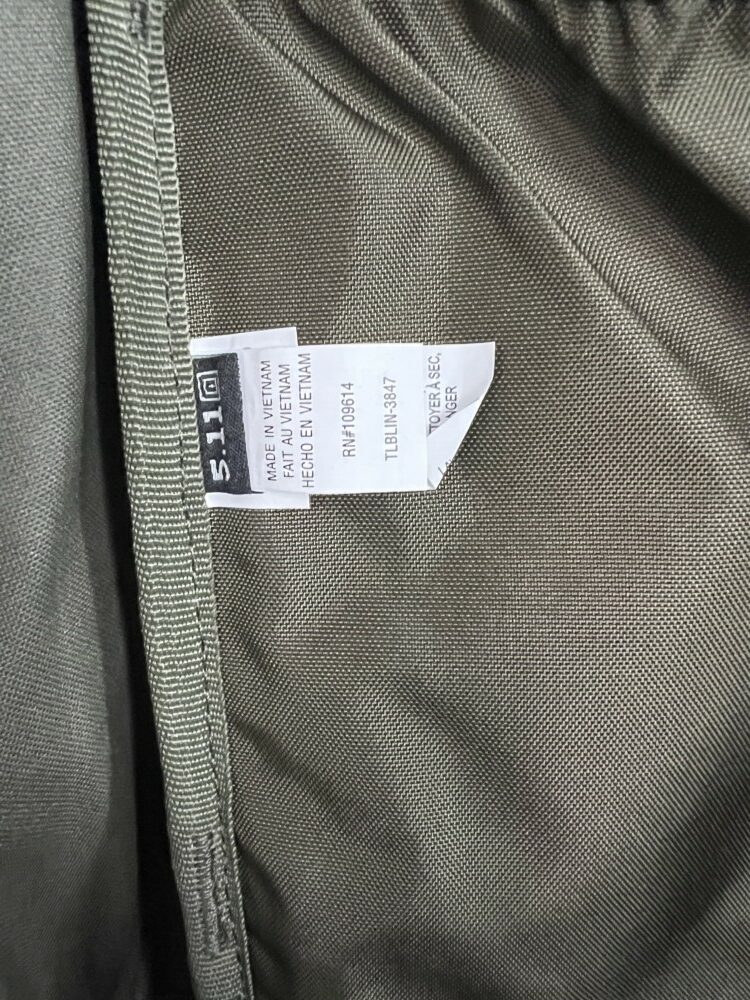 5.11
MADE IN VIETNAM
FAIT AU VIETNAM
HECHO EN VIETNAM
RN#109614
TLBLIN-3847
TOYER À SEC,
NGER